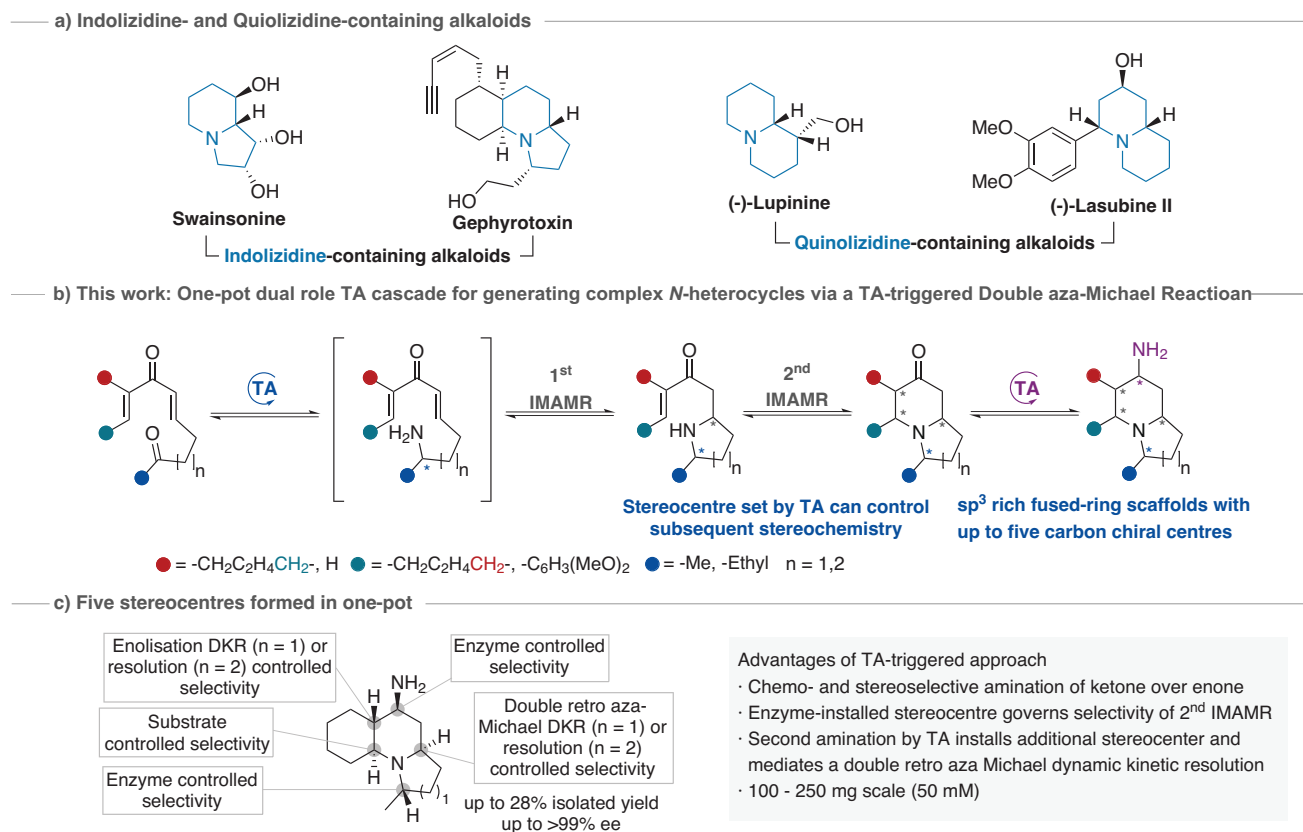 a) Indolizidine- and Quiolizidine-containing alkaloids
OH
H
N
OH
OH
Swainsonine
H
H
H
N
HO
Gephyrotoxin
H
N
H
OH
(-)-Lupinine
OH
H
H
MeO
N
MeO
(-)-Lasubine II
Indolizidine-containing alkaloids
Quinolizidine-containing alkaloids
b) This work: One-pot dual role TA cascade for generating complex N-heterocycles via a TA-triggered Double aza-Michael Reactioan
O
O
n
TA
O
H2N
*
n
1st
IMAMR
O
HN
*
*
n
2nd
IMAMR
O
*
*
N
*
*
n
TA
NH2
*
*
*
N
*
*
n
Stereocentre set by TA can control
subsequent stereochemistry
sp3 rich fused-ring scaffolds with
up to five carbon chiral centres
= -CH2C2H4CH2-, H = -CH2C2H4CH2-, -C6H3(MeO)2 = -Me, -Ethyl n = 1,2
c) Five stereocentres formed in one-pot
Enolisation DKR (n = 1) or
resolution (n = 2) controlled
selectivity
Enzyme controlled
selectivity
Substrate
controlled selectivity
Double retro aza-
Michael DKR (n = 1) or
resolution (n = 2)
controlled selectivity
Enzyme controlled
selectivity
NH2
H
H
N
H
H
1
up to 28% isolated yield
up to >99% ee
Advantages of TA-triggered approach
· Chemo- and stereoselective amination of ketone over enone
· Enzyme-installed stereocentre governs selectivity of 2nd IMAMR
· Second amination by TA installs additional stereocenter and
mediates a double retro aza Michael dynamic kinetic resolution
· 100 - 250 mg scale (50 mM)